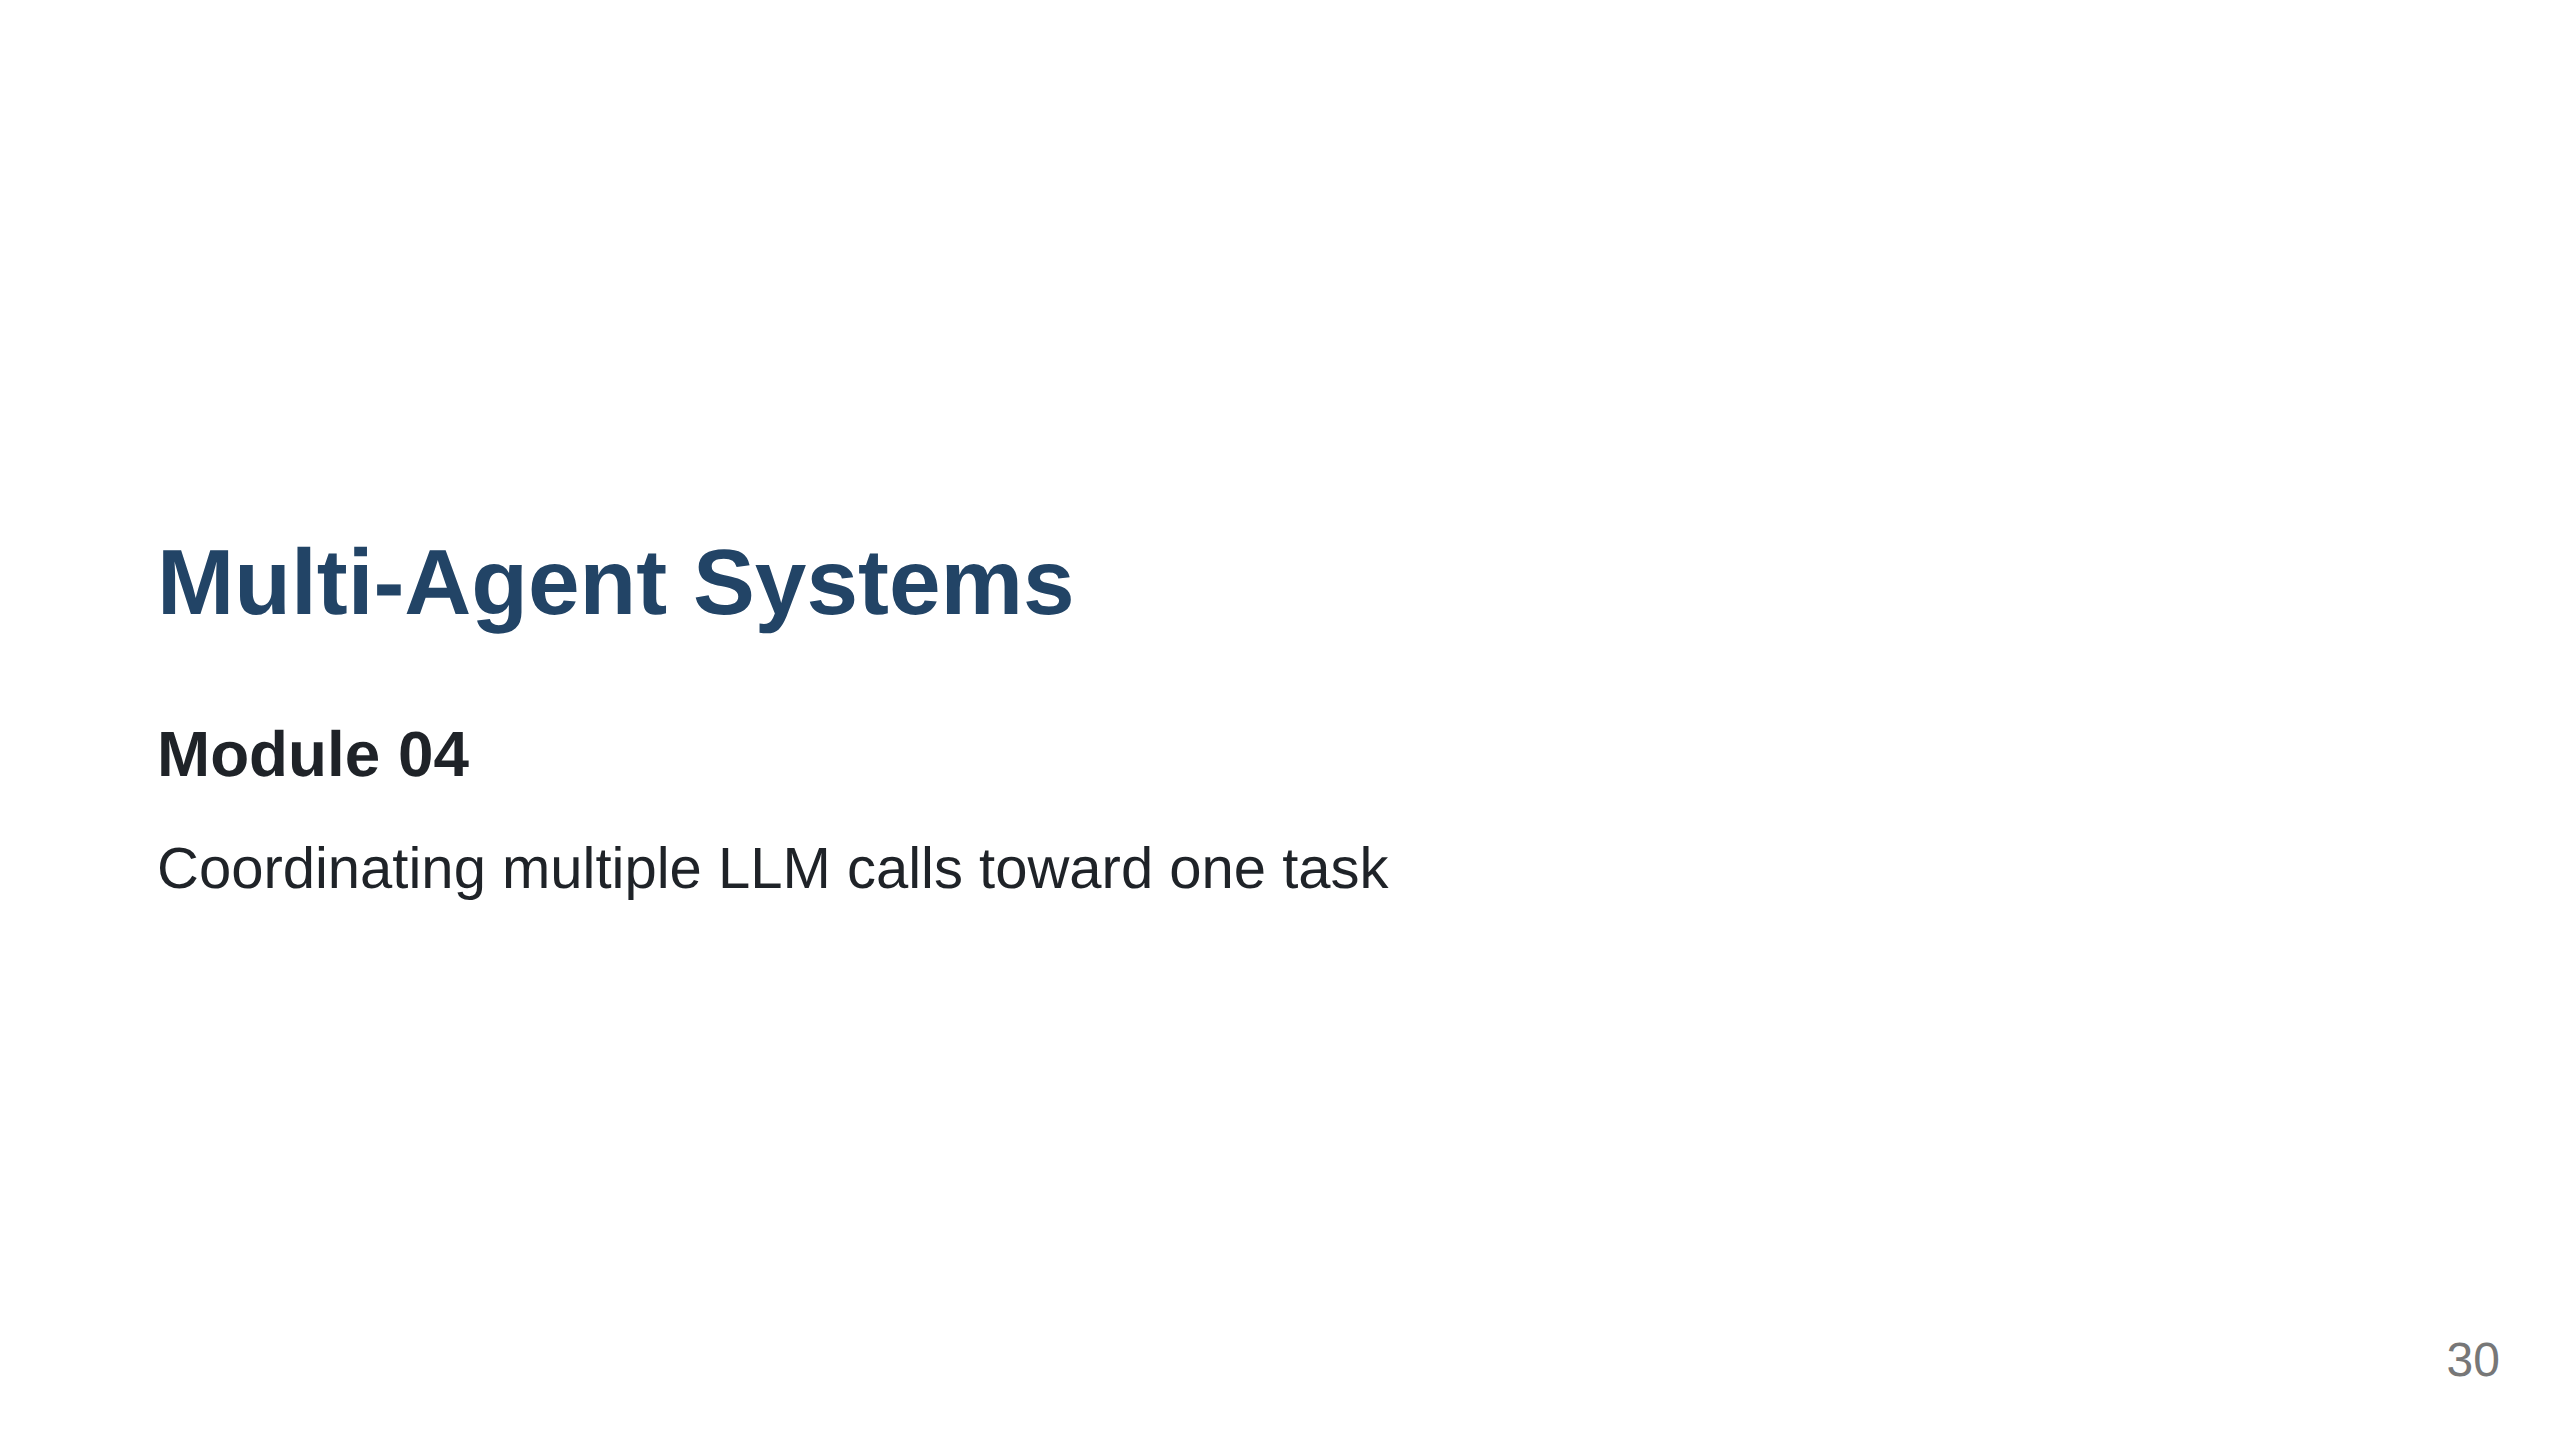 Multi-Agent Systems
Module 04
Coordinating multiple LLM calls toward one task
30